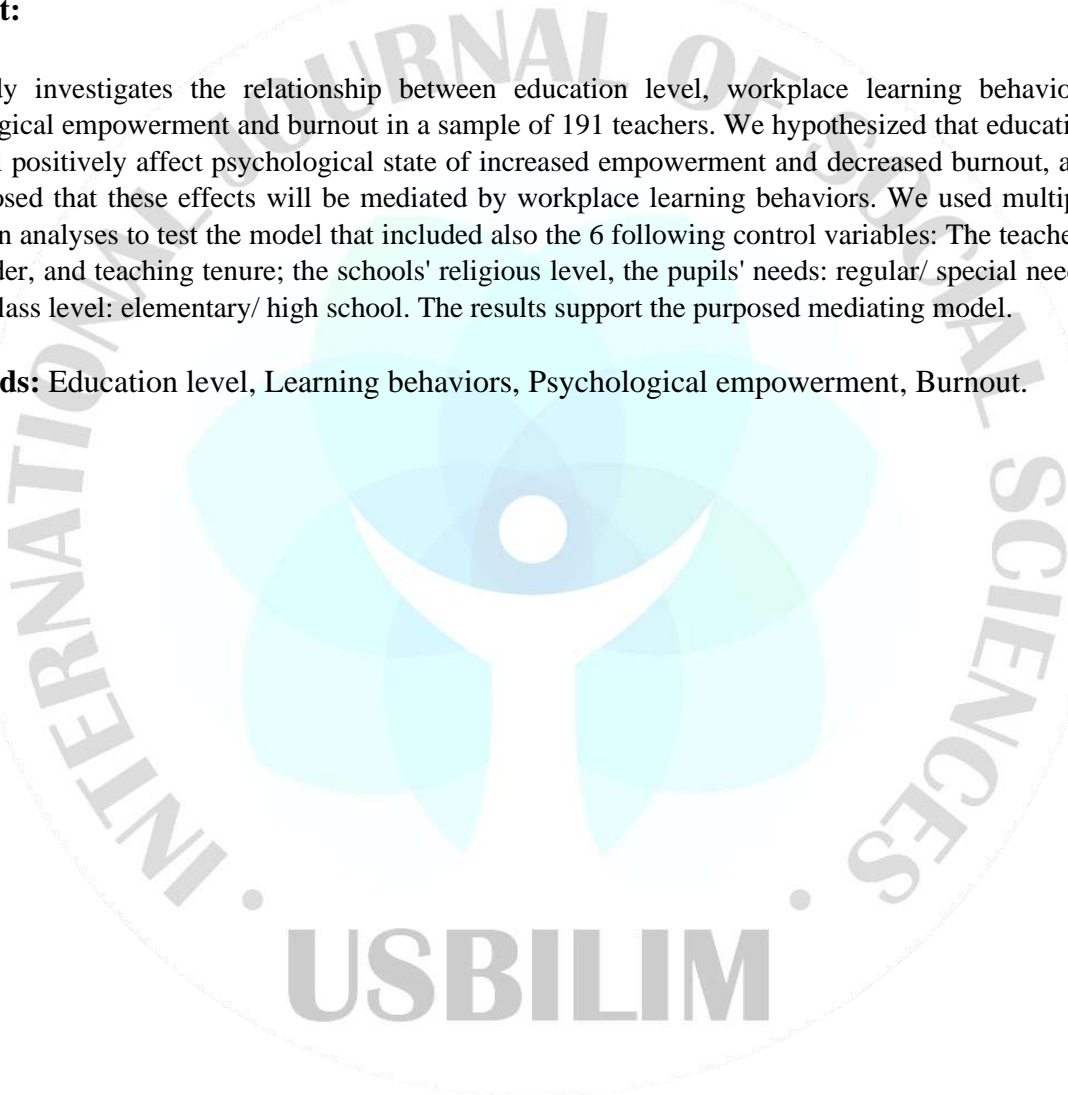 t:
ly investigates the relationship between education level, workplace learning behavio
gical empowerment and burnout in a sample of 191 teachers. We hypothesized that educati
l positively affect psychological state of increased empowerment and decreased burnout, a
osed that these effects will be mediated by workplace learning behaviors. We used multip
n analyses to test the model that included also the 6 following control variables: The teache
der, and teaching tenure; the schools' religious level, the pupils' needs: regular/ special need
lass level: elementary/ high school. The results support the purposed mediating model.
ds: Education level, Learning behaviors, Psychological empowerment, Burnout.
INTERNATIONAL JOURNAL OF SOCIAL SCIENCES
USBILIM